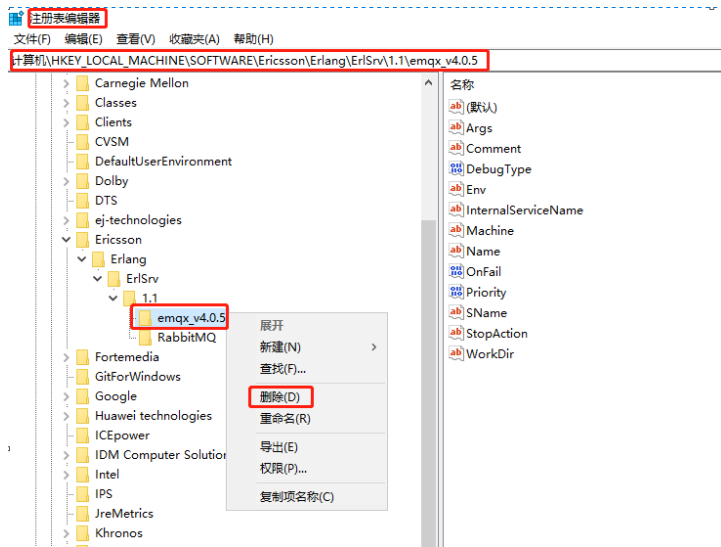 注册表编辑器
文件(F) 编辑(E) 查看(V) 收藏夹(A) 帮助(H)
计算机\HKEY_LOCAL_MACHINE\SOFTWARE\Ericsson\Erlang\ErlSrv\1.1\emqx_v4.0.5
Carnegie Mellon
Classes
Clients
CVSM
DefaultUserEnvironment
Dolby
DTS
ej-technologies
Ericsson
Erlang
ErlSrv
1.1
emqx_v4.0.5
RabbitMQ
Fortemedia
GitForWindows
Google
Huawei technologies
ICEpower
IDM Computer Solution
Intel
IPS
JreMetrics
Khronos
展开
新建(N)
查找(F)...
删除(D)
重命名(R)
导出(E)
权限(P)...
复制项名称(C)
名称
(默认)
Args
Comment
DebugType
Env
InternalServiceName
Machine
Name
OnFail
Priority
SName
StopAction
WorkDir